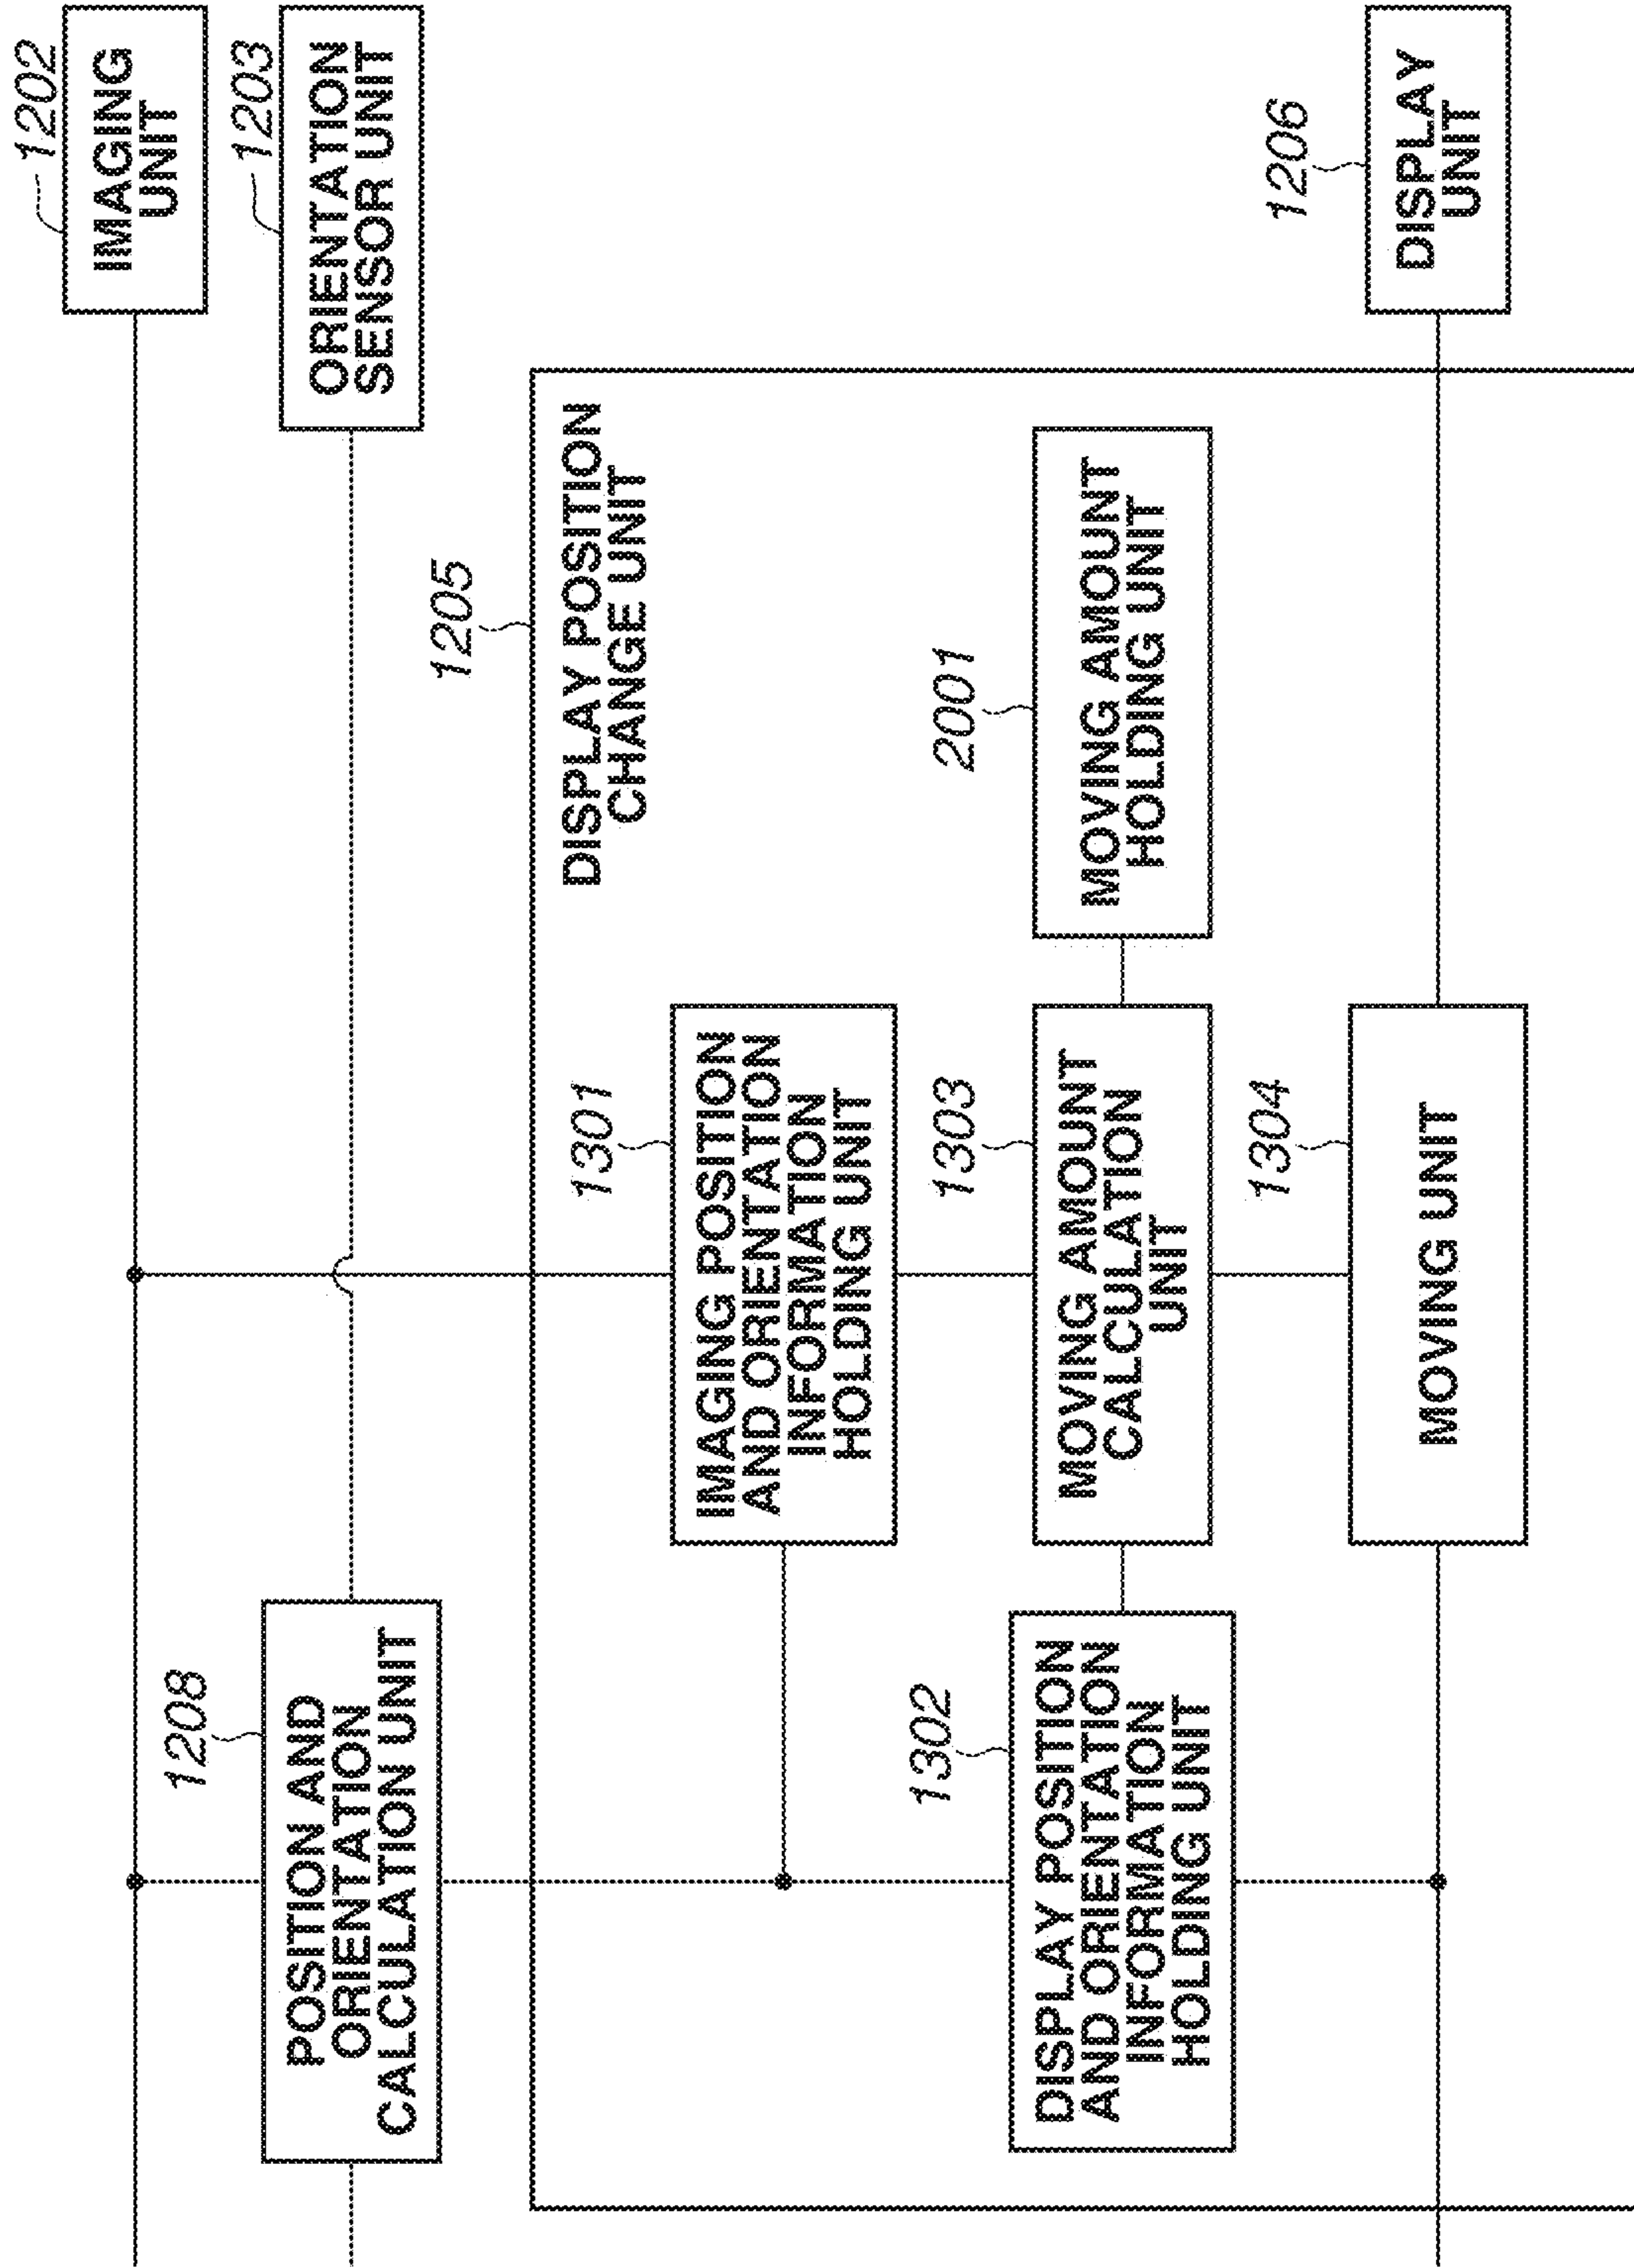 1202
IMAGING
UNIT
1203
ORIENTATION
SENSOR UNIT
1208
POSITION AND
ORIENTATION
CALCULATION UNIT
1205
DISPLAY POSITION
CHANGE UNIT
1301
IMAGING POSITION
AND ORIENTATION
INFORMATION
HOLDING UNIT
1302
DISPLAY POSITION
AND ORIENTATION
INFORMATION
HOLDING UNIT
1303
MOVING AMOUNT
CALCULATION
UNIT
2001
MOVING AMOUNT
HOLDING UNIT
1304
MOVING UNIT
1206
DISPLAY
UNIT